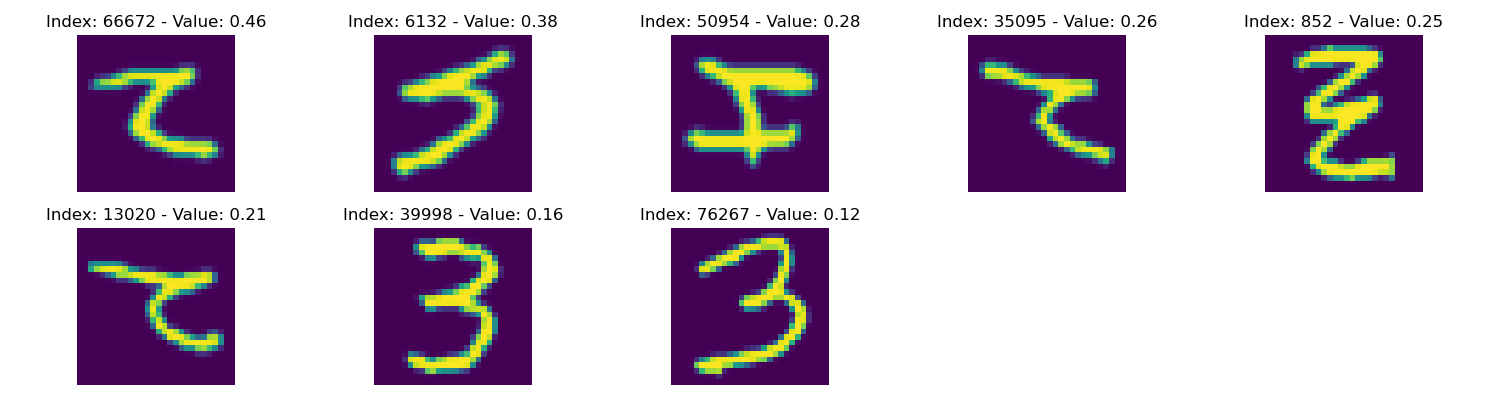 Index: 66672 - Value: 0.46
Index: 6132 - Value: 0.38
Index: 50954 - Value: 0.28
Index: 35095 - Value: 0.26
Index: 852 - Value: 0.25
Index: 13020 - Value: 0.21
Index: 39998 - Value: 0.16
Index: 76267 - Value: 0.12
3 3